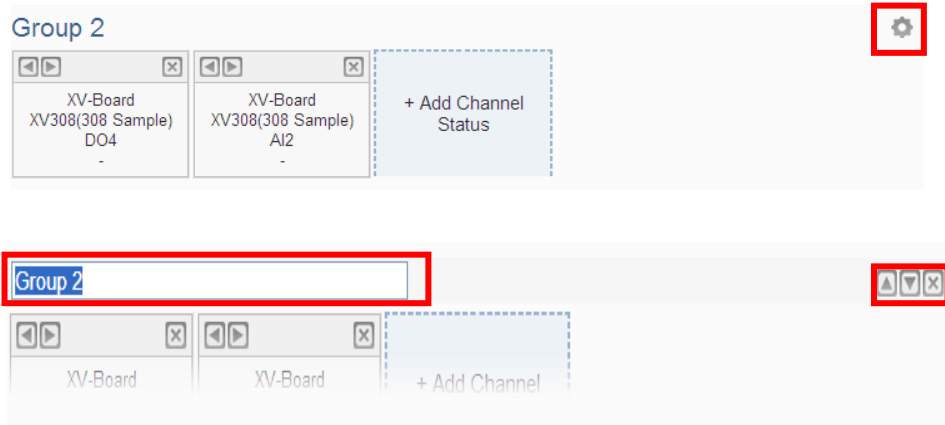 Group 2
XV-Board
XV308(308 Sample)
DO4
-
XV-Board
XV308(308 Sample)
AI2
-
+ Add Channel
Status
Group 2
XV-Board
XV-Board
+ Add Channel